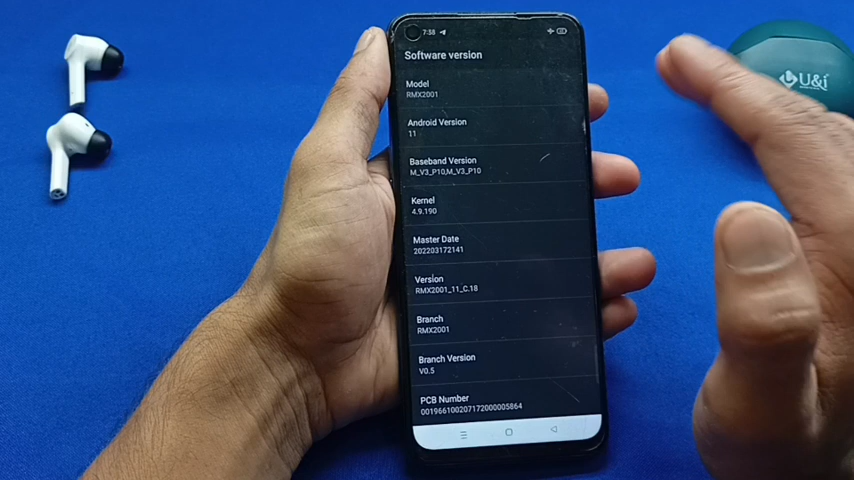 7:38
Software version
Model
RMX2001
Android Version
11
Baseband Version
M_V3_P10,M_V3_P10
Kernel
4.9.190
Master Date
202203172141
Version
RMX2001_11_C.18
Branch
RMX2001
Branch Version
V0.5
PCB Number
001966100207172000005864
U&i